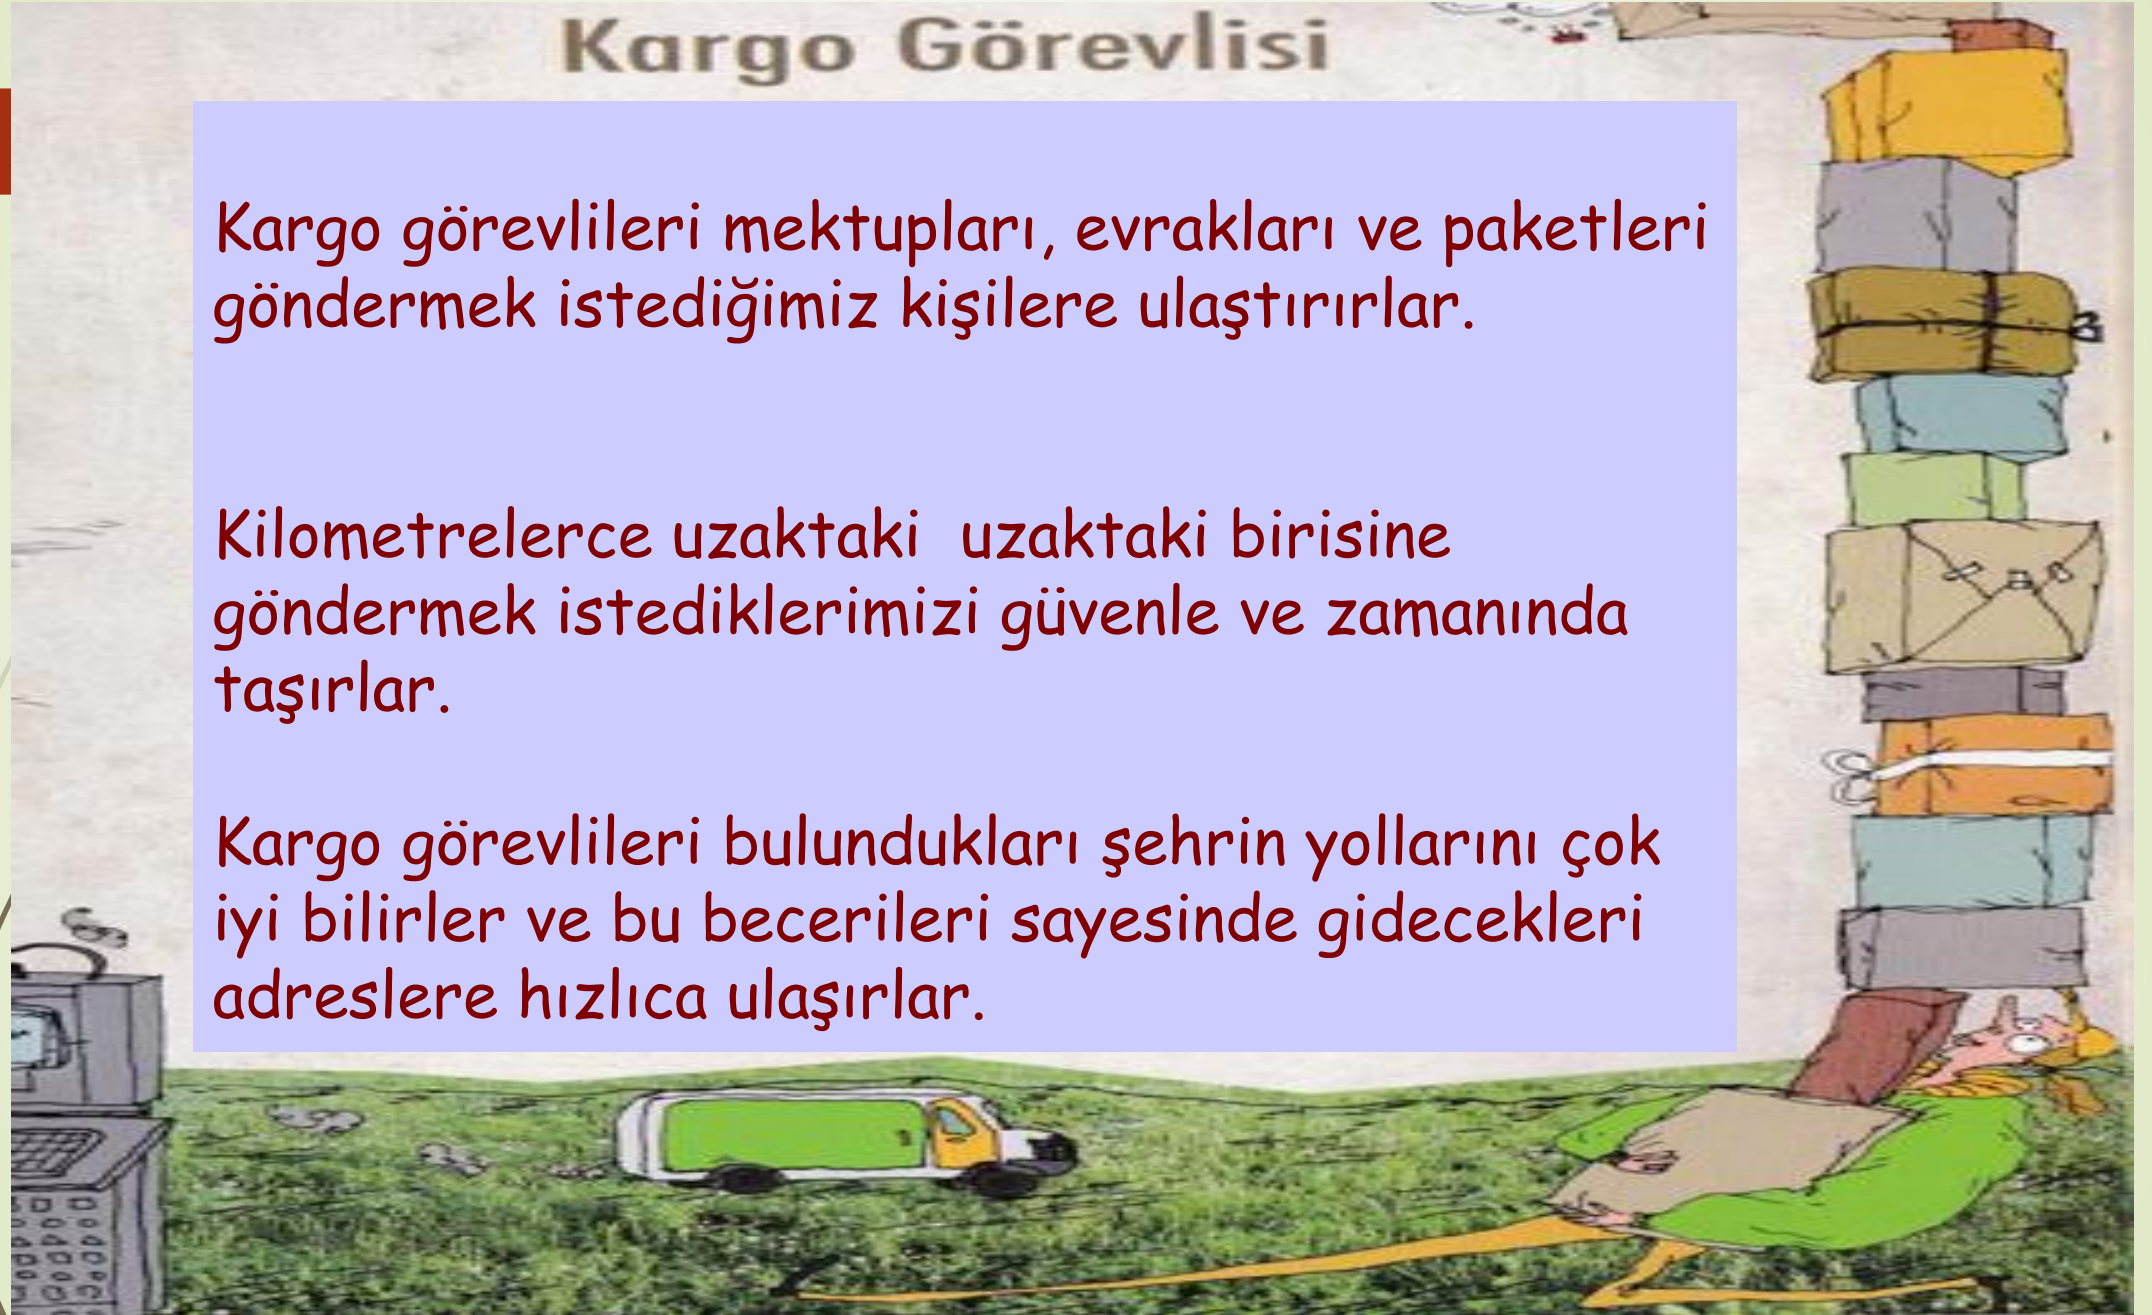 Kargo Görevlisi
Kargo görevlileri mektupları, evrakları ve paketleri
göndermek istediğimiz kişilere ulaştırırlar.
Kilometrelerce uzaktaki  uzaktaki birisine
göndermek istediklerimizi güvenle ve zamanında
taşırlar.
Kargo görevlileri bulundukları şehrin yollarını çok
iyi bilirler ve bu becerileri sayesinde gidecekleri
adreslere hızlıca ulaşırlar.